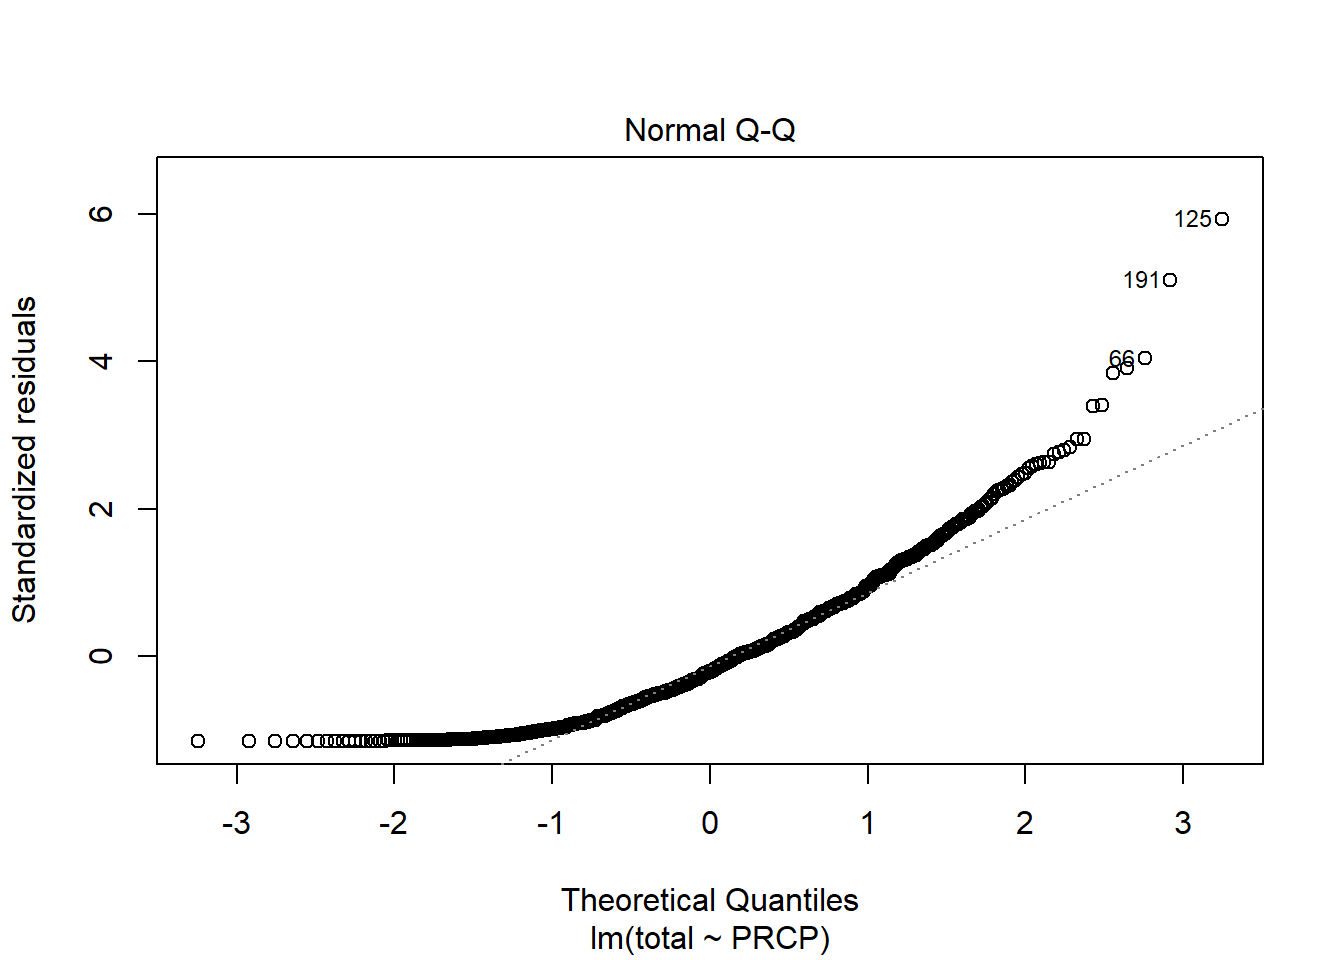 Normal Q-Q
Standardized residuals
6
4
2
0
125
191
66
-3 -2 -1 0 1 2 3
Theoretical Quantiles
lm(total ~ PRCP)